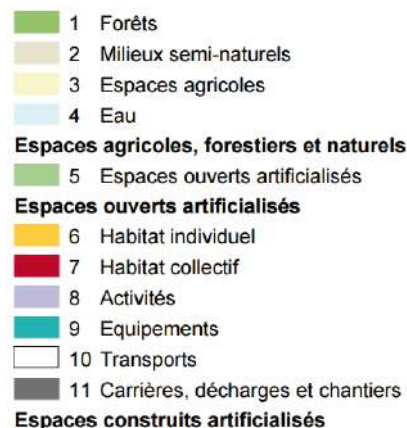 1 Forêts
2 Milieux semi-naturels
3 Espaces agricoles
4 Eau
Espaces agricoles, forestiers et naturels
5 Espaces ouverts artificialisés
Espaces ouverts artificialisés
6 Habitat individuel
7 Habitat collectif
8 Activités
9 Equipements
10 Transports
11 Carrières, décharges et chantiers
Espaces construits artificialisés